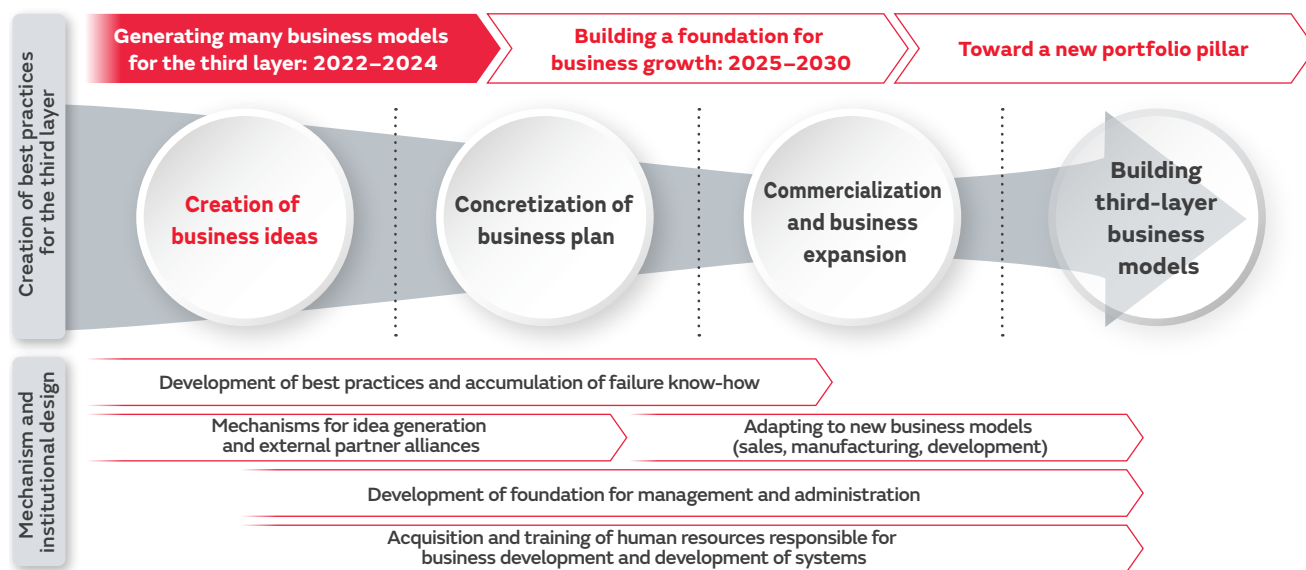 Creation of best practices
for the third layer
Generating many business models
for the third layer: 2022–2024
Building a foundation for
business growth: 2025–2030
Toward a new portfolio pillar
Creation of
business ideas
Concretization of
business plan
Commercialization
and business
expansion
Building
third-layer
business
models
Mechanism and
institutional design
Development of best practices and accumulation of failure know-how
Mechanisms for idea generation
and external partner alliances
Adapting to new business models
(sales, manufacturing, development)
Development of foundation for management and administration
Acquisition and training of human resources responsible for
business development and development of systems